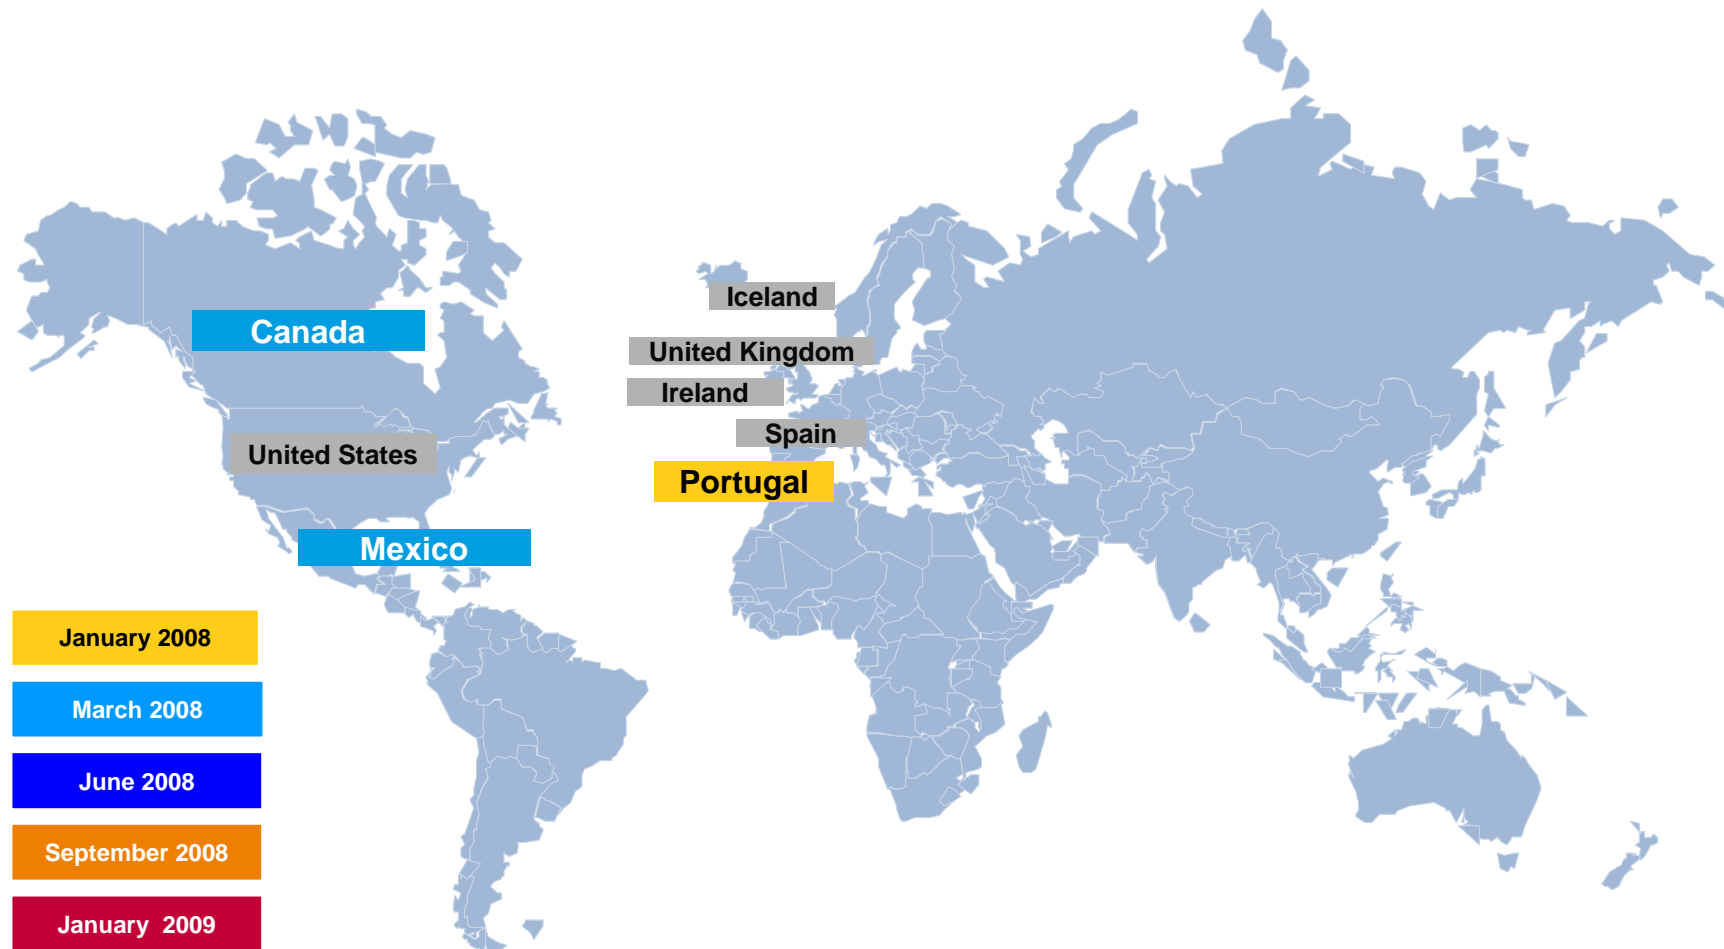 Iceland
Canada
United Kingdom
Ireland
Spain
United States
Portugal
Mexico
January 2008
March 2008
June 2008
September 2008
January 2009